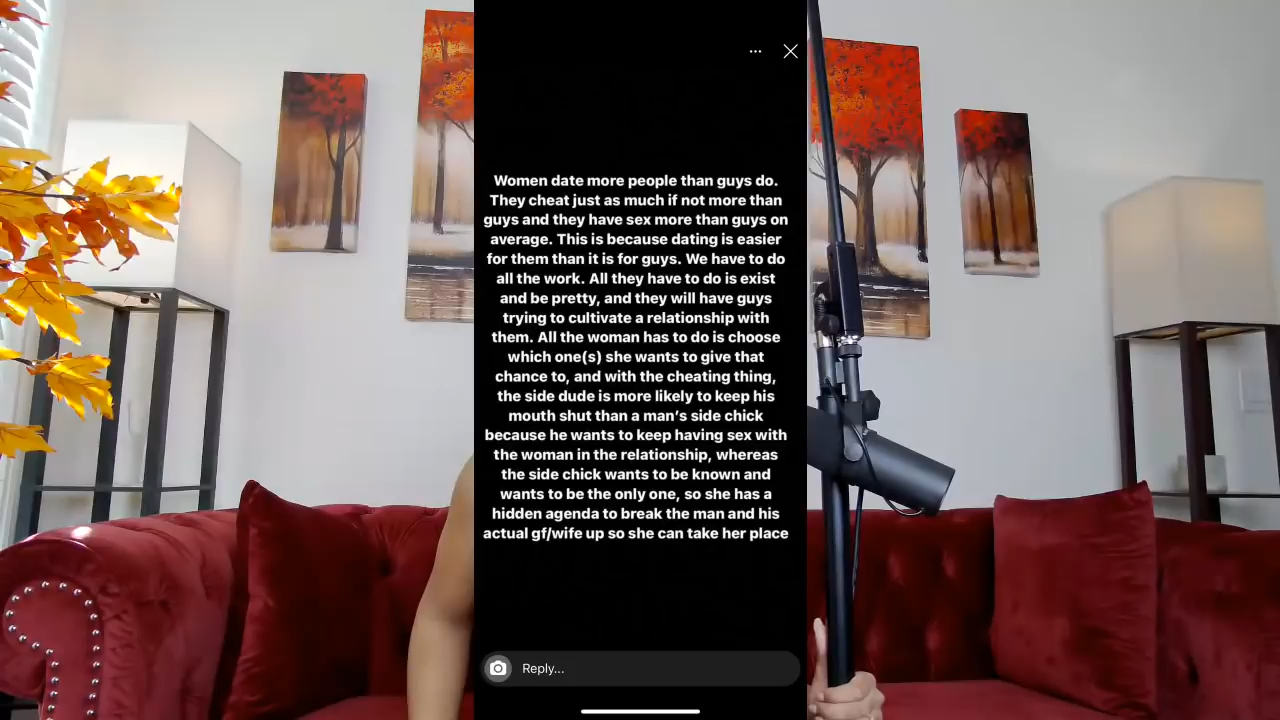 Women date more people than guys do.
They cheat just as much if not more than
guys and they have sex more than guys on
average. This is because dating is easier
for them than it is for guys. We have to do
all the work. All they have to do is exist
and be pretty, and they will have guys
trying to cultivate a relationship with
them. All the woman has to do is choose
which one(s) she wants to give that
chance to, and with the cheating thing,
the side dude is more likely to keep his
mouth shut than a man’s side chick
because he wants to keep having sex with
the woman in the relationship, whereas
the side chick wants to be known and
wants to be the only one, so she has a
hidden agenda to break the man and his
actual gf/wife up so she can take her place
Reply...